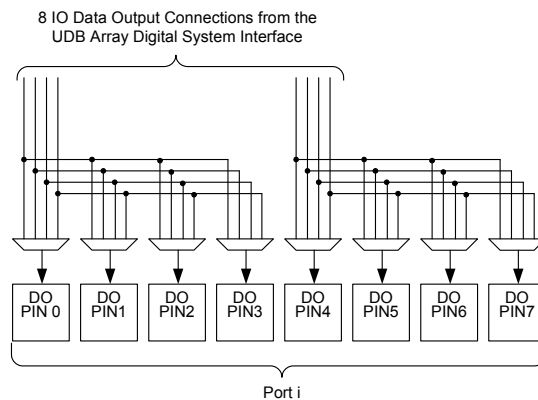 8 IO Data Output Connections from the
UDB Array Digital System Interface
DO
PIN 0
DO
PIN1
DO
PIN2
DO
PIN3
DO
PIN4
DO
PIN5
DO
PIN6
DO
PIN7
Port i